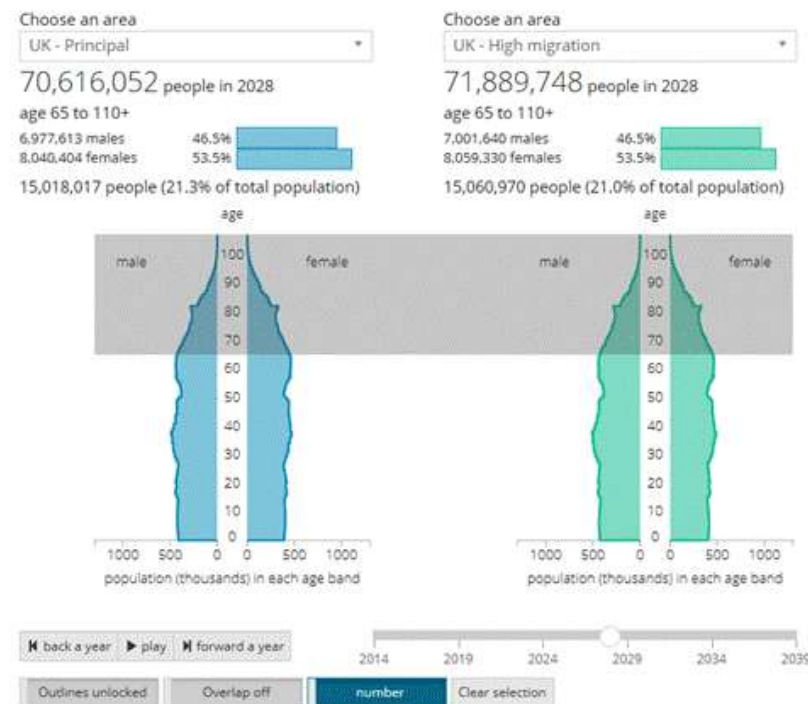 Choose an area
UK - Principal
70,616,052 people in 2028
age 65 to 110+
6,977,613 males 46.5%
8,040,404 females 53.5%
15,018,017 people (21.3% of total population)
age
male
female
100
90
80
70
60
50
40
30
20
10
0
1000 500 0 0 500 1000
population (thousands) in each age band
Choose an area
UK - High migration
71,889,748 people in 2028
age 65 to 110+
7,001,640 males 46.5%
8,059,330 females 53.5%
15,060,970 people (21.0% of total population)
age
male
female
100
90
80
70
60
50
40
30
20
10
0
1000 500 0 0 500 1000
population (thousands) in each age band
back a year play forward a year
2014 2019 2024 2029 2034 2039
Outlines unlocked Overlap off number Clear selection